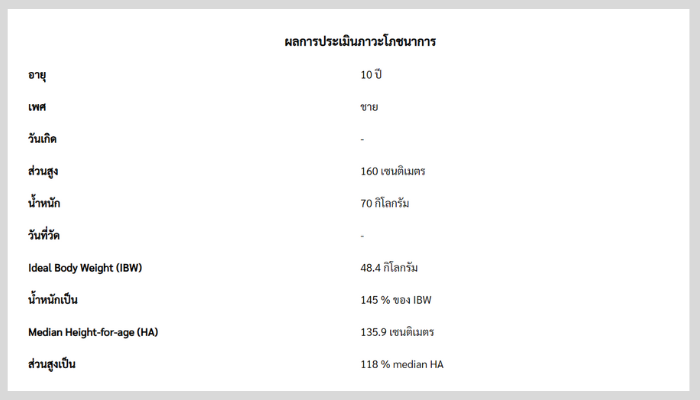 ผลการประเมินภาวะโภชนาการ
อายุ 10 ปี
เพศ ชาย
วันเกิด -
ส่วนสูง 160 เซนติเมตร
น้ำหนัก 70 กิโลกรัม
วันที่วัด -
Ideal Body Weight (IBW) 48.4 กิโลกรัม
น้ำหนักเป็น 145 % ของ IBW
Median Height-for-age (HA) 135.9 เซนติเมตร
ส่วนสูงเป็น 118 % median HA